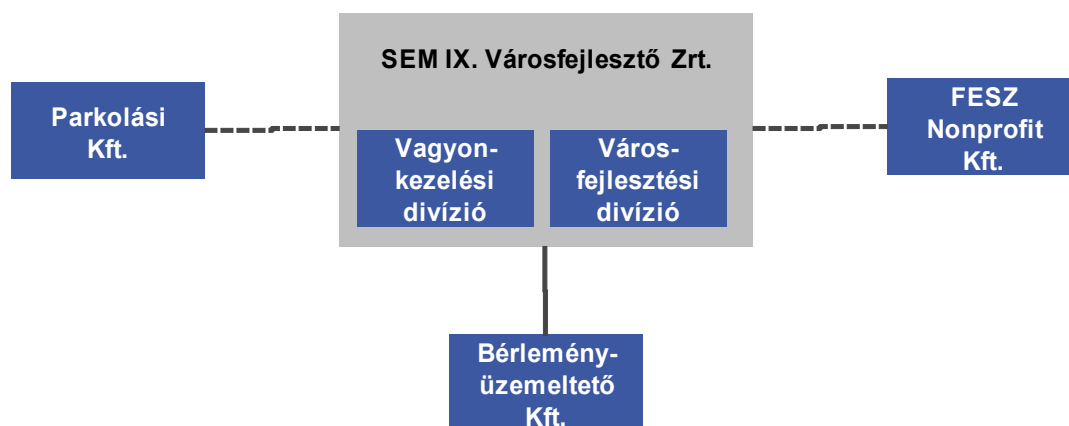 SEM IX. Városfejlesztő Zrt.
Parkolási
Kft.
Vagyon-
kezelési
divízió
Város-
fejlesztési
divízió
FESZ
Nonprofit
Kft.
Bérlemény-
üzemeltető
Kft.